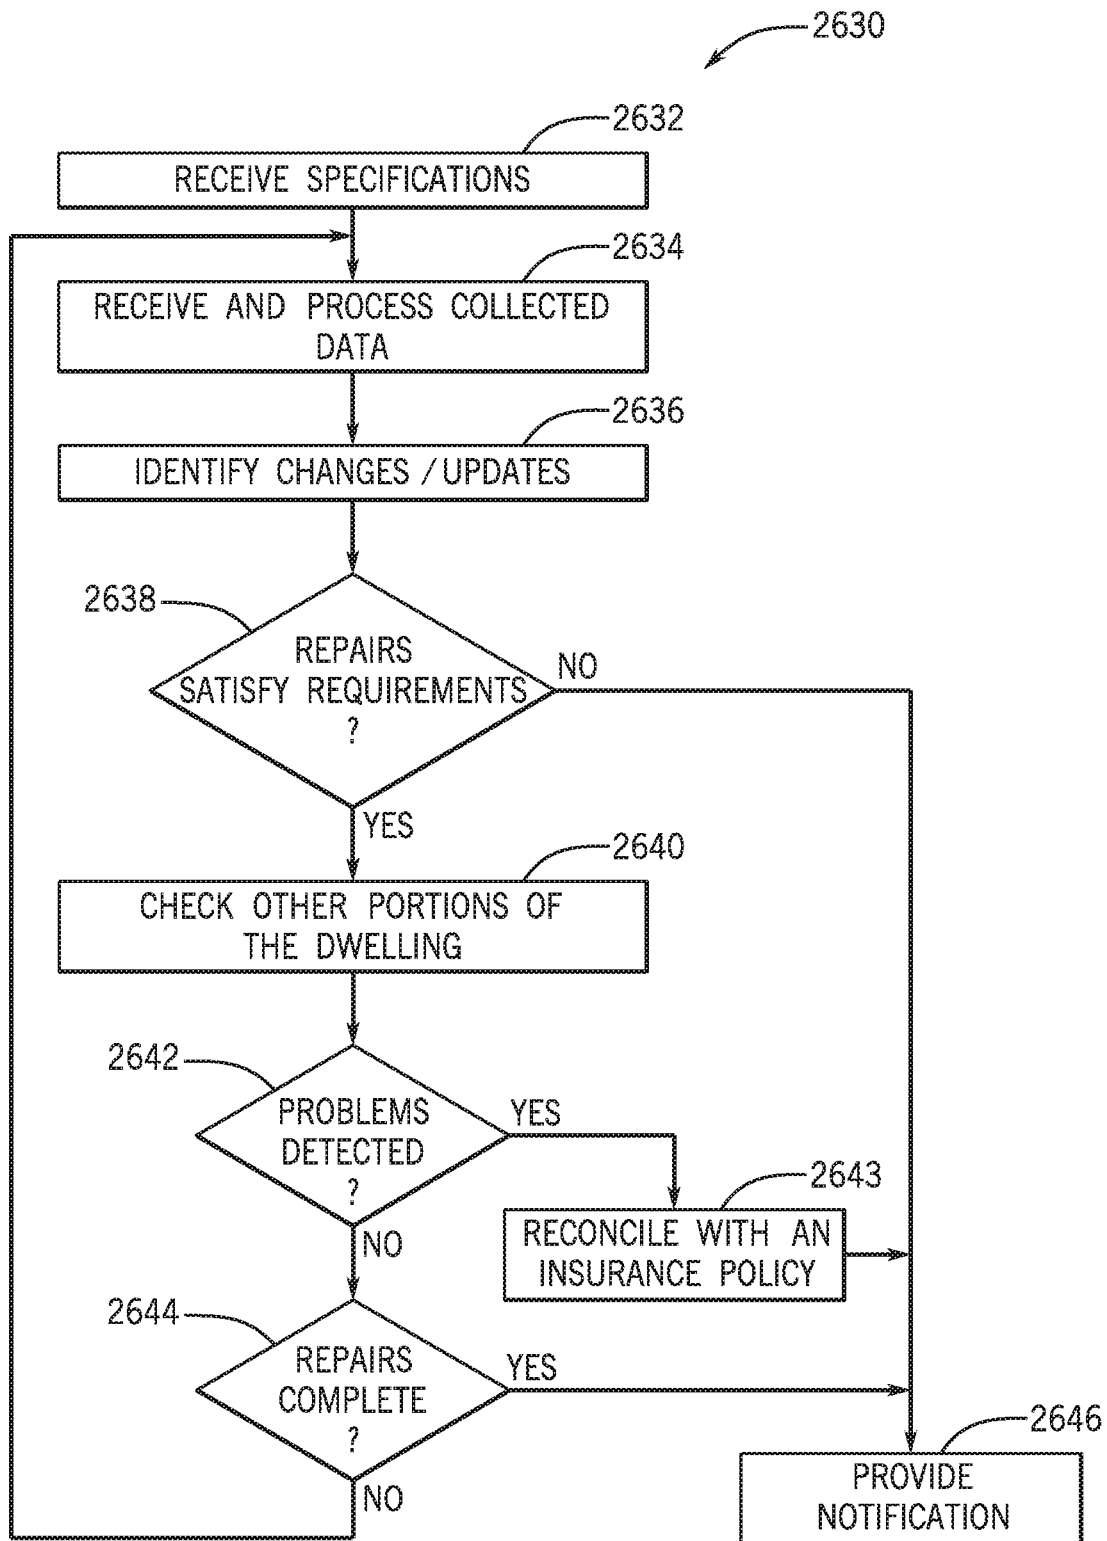 2630
2632
RECEIVE SPECIFICATIONS
2634
RECEIVE AND PROCESS COLLECTED
DATA
2636
IDENTIFY CHANGES / UPDATES
2638
REPAIRS
SATISFY REQUIREMENTS
?
NO
YES
2640
CHECK OTHER PORTIONS OF
THE DWELLING
2642
PROBLEMS
DETECTED
?
YES
NO
2643
RECONCILE WITH AN
INSURANCE POLICY
2644
REPAIRS
COMPLETE
?
YES
NO
2646
PROVIDE
NOTIFICATION